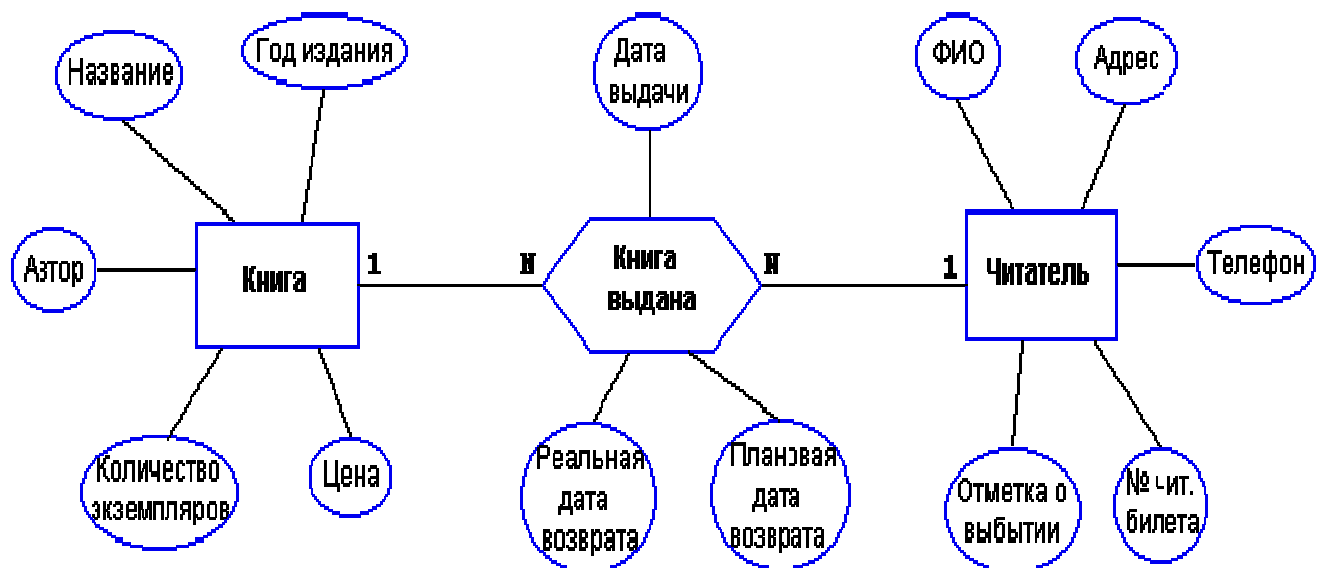 Название
Год издания
Дата
выдачи
ФИО
Адрес
Азтор
Книга
1
N
Книга
выдана
N
1
Читатель
Телефон
Количество
экземпляров
Цена
Реальная
дата
возврата
Плановая
дата
возврата
Отметка о
выбытии
№ чит.
билета